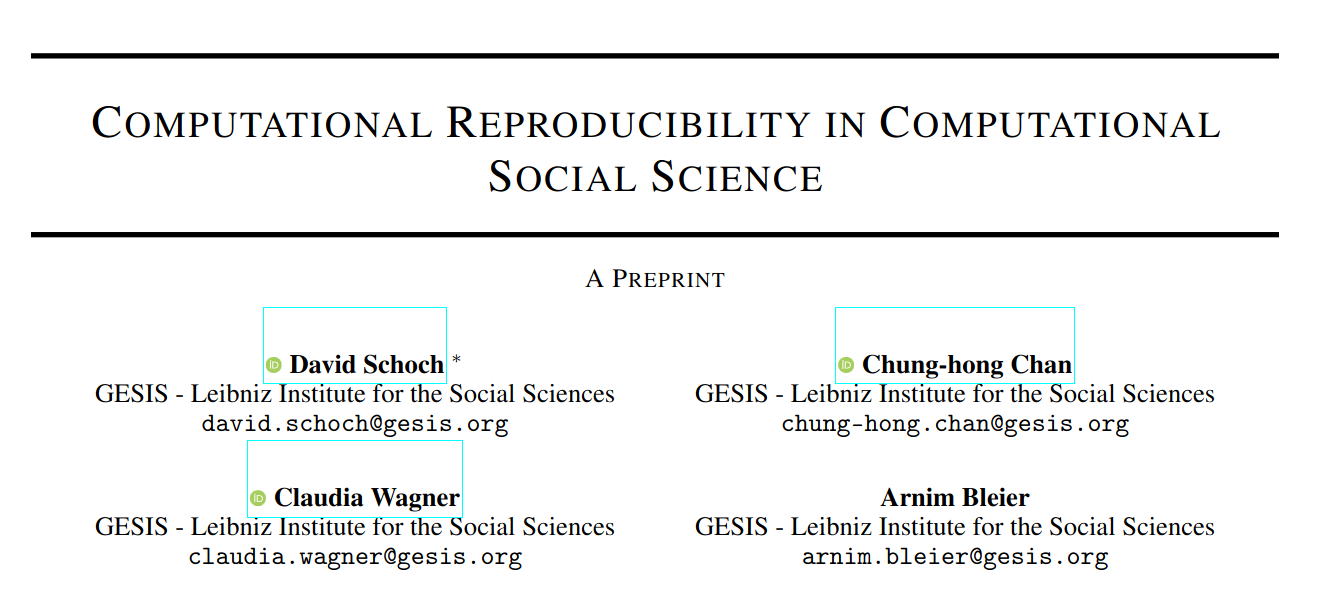 COMPUTATIONAL REPRODUCIBILITY IN COMPUTATIONAL
SOCIAL SCIENCE
A PREPRINT
iD David Schoch *
GESIS - Leibniz Institute for the Social Sciences
david.schoch@gesis.org
iD Chung-hong Chan
GESIS - Leibniz Institute for the Social Sciences
chung-hong.chan@gesis.org
iD Claudia Wagner
GESIS - Leibniz Institute for the Social Sciences
claudia.wagner@gesis.org
Arnim Bleier
GESIS - Leibniz Institute for the Social Sciences
arnim.bleier@gesis.org